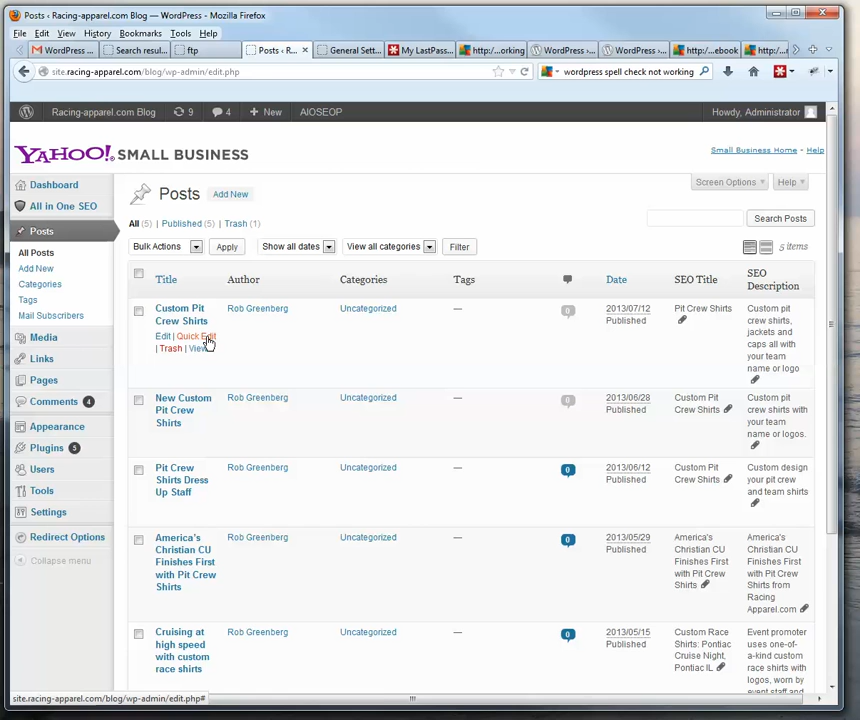 Posts ‹ Racing-apparel.com Blog — WordPress - Mozilla Firefox
File Edit View History Bookmarks Tools Help
WordPress ... Search resul... ftp Posts ‹ R... × General Sett... My LastPass... http:/...orking WordPress ›... WordPress ›... http:/...ebook http:/...
site.racing-apparel.com/blog/wp-admin/edit.php wordpress spell check not working
Racing-apparel.com Blog 9 4 + New AIOSEOP Howdy, Administrator
YAHOO! SMALL BUSINESS Small Business Home - Help
Dashboard
All in One SEO
Posts
All Posts
Add New
Categories
Tags
Mail Subscribers
Media
Links
Pages
Comments 4
Appearance
Plugins 5
Users
Tools
Settings
Redirect Options
Collapse menu
Screen Options Help
Posts Add New
All (5) | Published (5) | Trash (1) Search Posts
Bulk Actions Apply Show all dates View all categories Filter 5 items
Title Author Categories Tags Date SEO Title SEO
Description
Custom Pit
Crew Shirts
Edit | Quick Edit
| Trash | View
Rob Greenberg Uncategorized — 0 2013/07/12
Published
Pit Crew Shirts
Custom pit
crew shirts,
jackets and
caps all with
your team
name or logo
New Custom
Pit Crew
Shirts
Rob Greenberg Uncategorized — 0 2013/06/28
Published
Custom Pit
Crew Shirts
Custom pit
crew shirts with
your team
name or logos.
Pit Crew
Shirts Dress
Up Staff
Rob Greenberg Uncategorized — 0 2013/06/12
Published
Custom Pit
Crew Shirts
Custom design
your pit crew
and team shirts
America's
Christian CU
Finishes First
with Pit Crew
Shirts
Rob Greenberg Uncategorized — 0 2013/05/29
Published
America's
Christian CU
Finishes First
with Pit Crew
Shirts
America's
Christian CU
Finishes First
with Pit Crew
Shirts from
Racing
Apparel.com
Cruising at
high speed
with custom
race shirts
Rob Greenberg Uncategorized — 0 2013/05/15
Published
Custom Race
Shirts: Pontiac
Cruise Night,
Pontiac IL
Event promoter
uses one-of-
a-kind custom
race shirts with
logos, worn by
event staff and
site.racing-apparel.com/blog/wp-admin/edit.php#